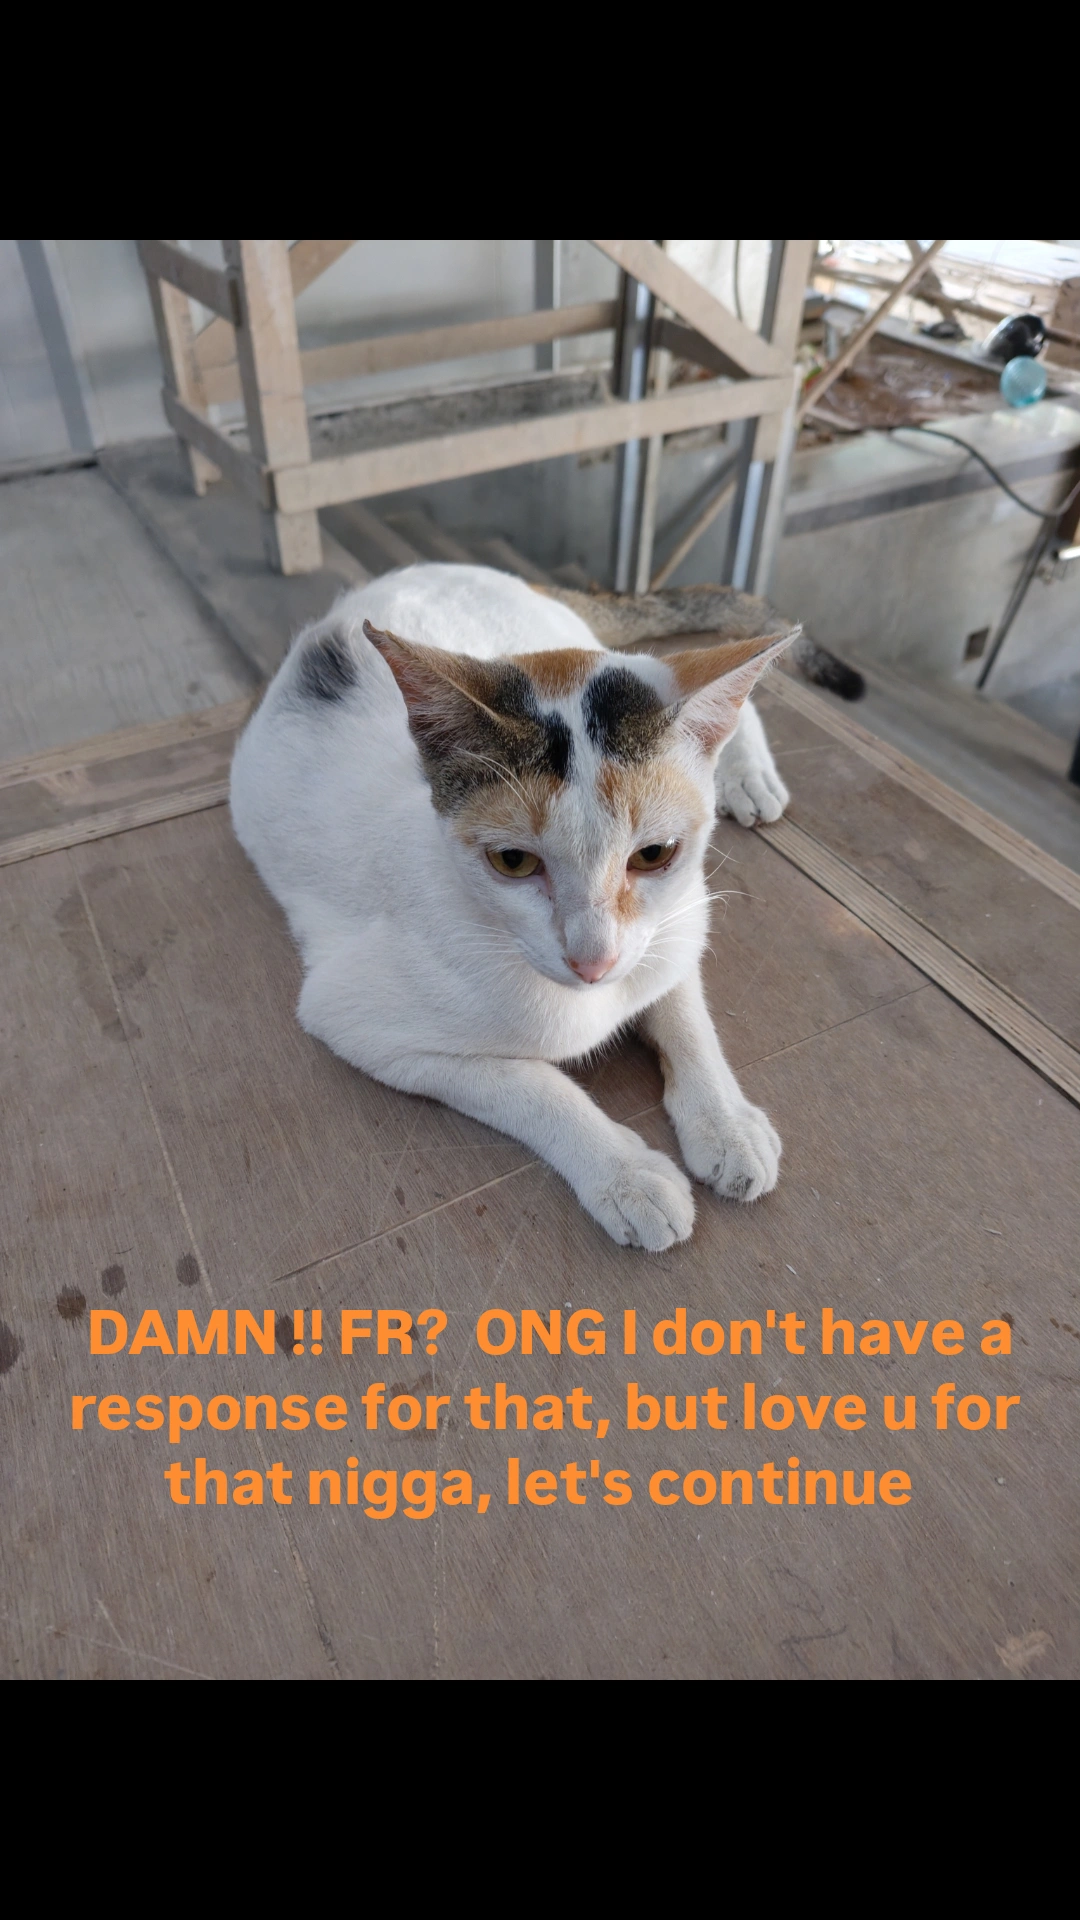 DAMN !! FR?  ONG I don't have a
response for that, but love u for
that nigga, let's continue